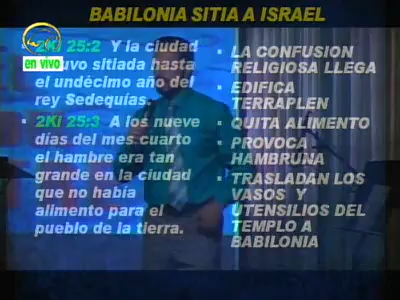 BABILONIA SITIA A ISRAEL
en vivo
2Ki 25:2 Y la ciudad
uvo sitiada hasta
el undécimo año del
rey Sedequías.
2Ki 25:3 A los nueve
días del mes cuarto
el hambre era tan
grande en la ciudad
que no había
alimento para el
pueblo de la tierra.
LA CONFUSION
RELIGIOSA LLEGA
EDIFICA
TERRAPLEN
QUITA ALIMENTO
PROVOCA
HAMBRUNA
TRASLADAN LOS
VASOS Y
UTENSILIOS DEL
TEMPLO A
BABILONIA